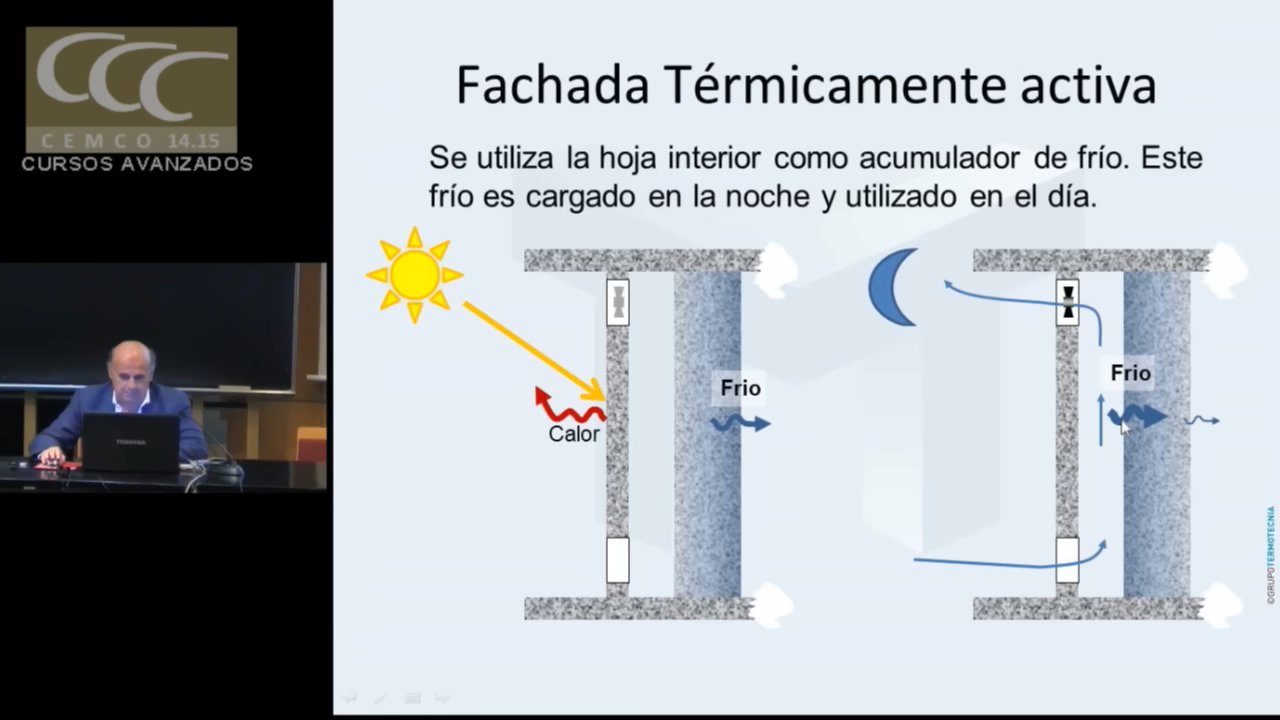 CCC
CEMCO 14.15
CURSOS AVANZADOS
Fachada Térmicamente activa
Se utiliza la hoja interior como acumulador de frío. Este
frío es cargado en la noche y utilizado en el día.
Calor
Frio
Frio
TOSHIBA
©GRUPOTERMOTECNIA